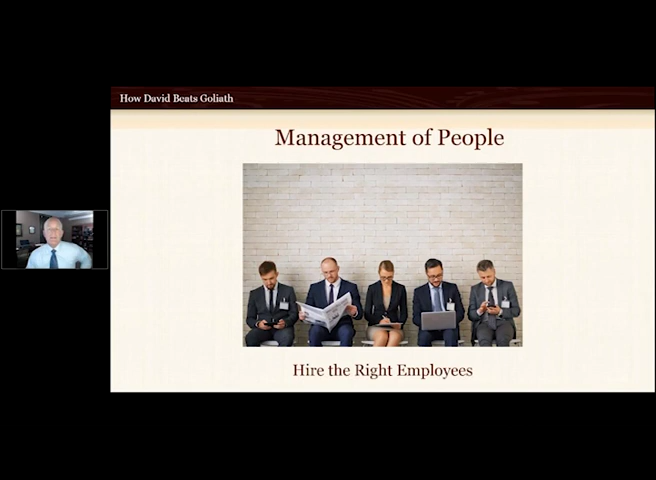 How David Beats Goliath
Management of People
Hire the Right Employees